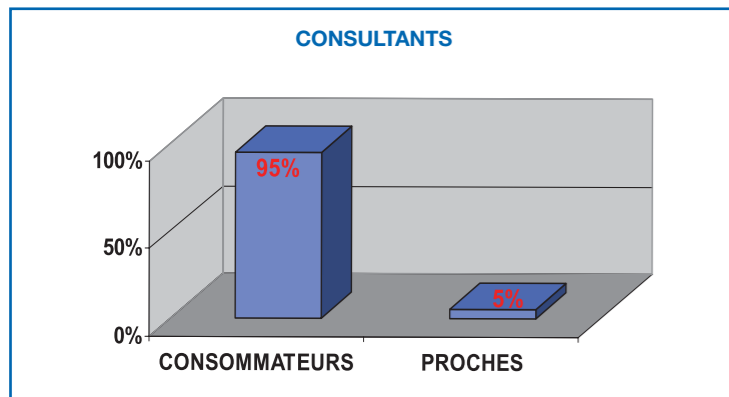 CONSULTANTS
100%
50%
0%
95%
5%
CONSOMMATEURS
PROCHES